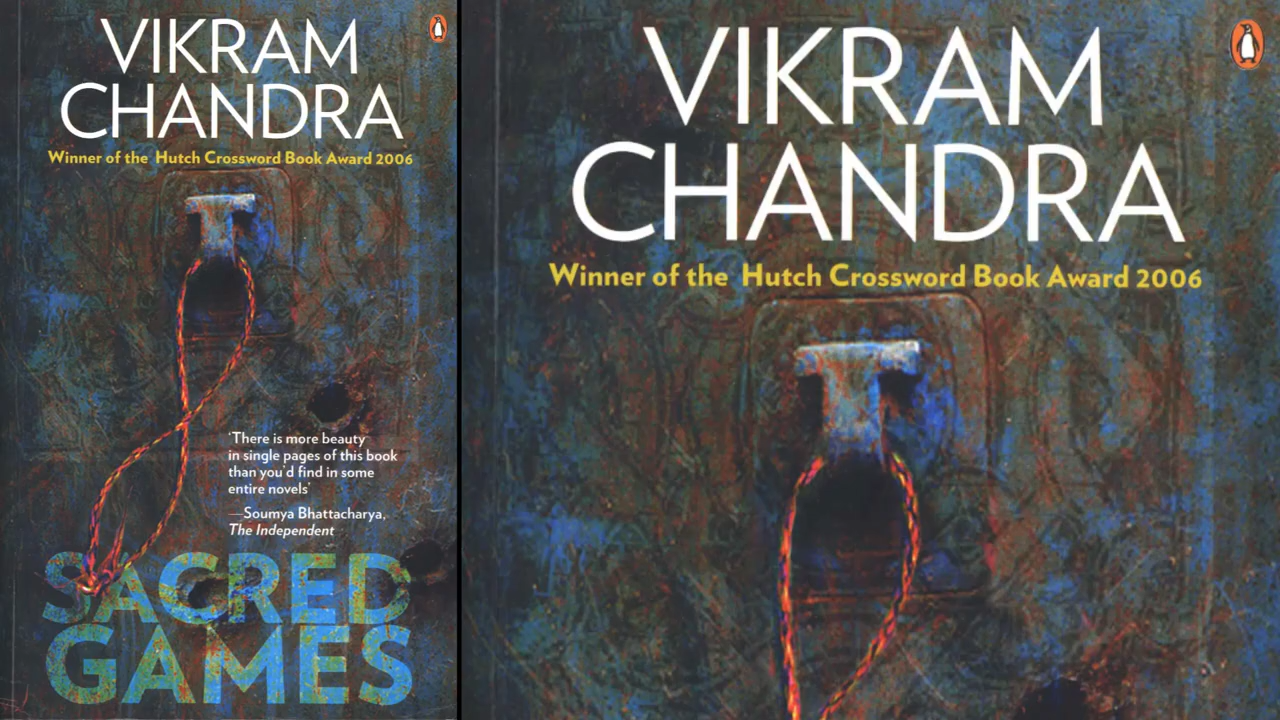 VIKRAM
CHANDRA
Winner of the Hutch Crossword Book Award 2006
'There is more beauty
in single pages of this book
than you'd find in some
entire novels'
—Soumya Bhattacharya,
The Independent
SACRED
GAMES
VIKRAM
CHANDRA
Winner of the Hutch Crossword Book Award 2006